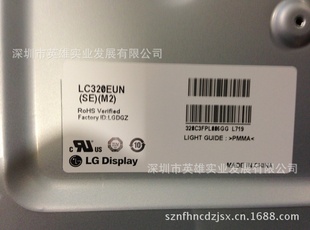 深圳市英雄实业发展有限公司
LC320EUN
(SE)(M2)
RoHS Verified
Factory ID:LGDGZ
LG Display
L719
LIGHT GUIDE : >PMMA<
MADE IN CHINA
深圳市英雄实业发展有限公司
sznfhncdzjsx.cn.1688.com